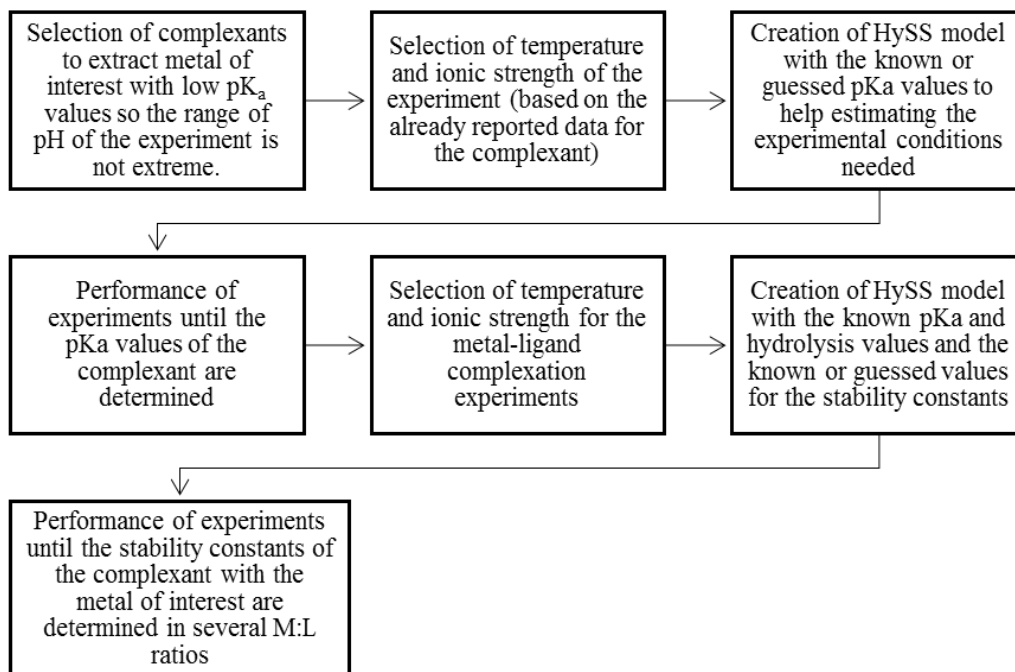 Selection of complexants
to extract metal of
interest with low pKa
values so the range of
pH of the experiment is
not extreme.
Selection of temperature
and ionic strength of the
experiment (based on the
already reported data for
the complexant)
Creation of HySS model
with the known or
guessed pKa values to
help estimating the
experimental conditions
needed
Performance of
experiments until the
pKa values of the
complexant are
determined
Selection of temperature
and ionic strength for the
metal-ligand
complexation
experiments
Creation of HySS model
with the known pKa and
hydrolysis values and the
known or guessed values
for the stability constants
Performance of experiments
until the stability constants of
the complexant with the
metal of interest are
determined in several M:L
ratios